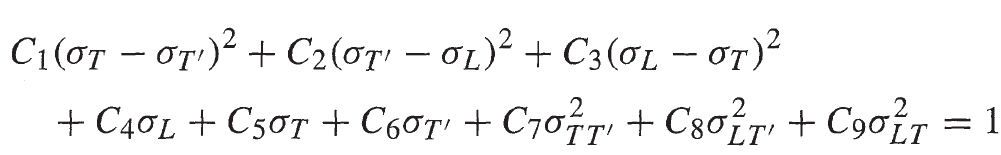 C₁(σ_T − σ_T′)² + C₂(σ_T′ − σ_L)² + C₃(σ_L − σ_T)²
+ C₄σ_L + C₅σ_T + C₆σ_T′ + C₇σ²_TT′ + C₈σ²_LT′ + C₉σ²_LT = 1